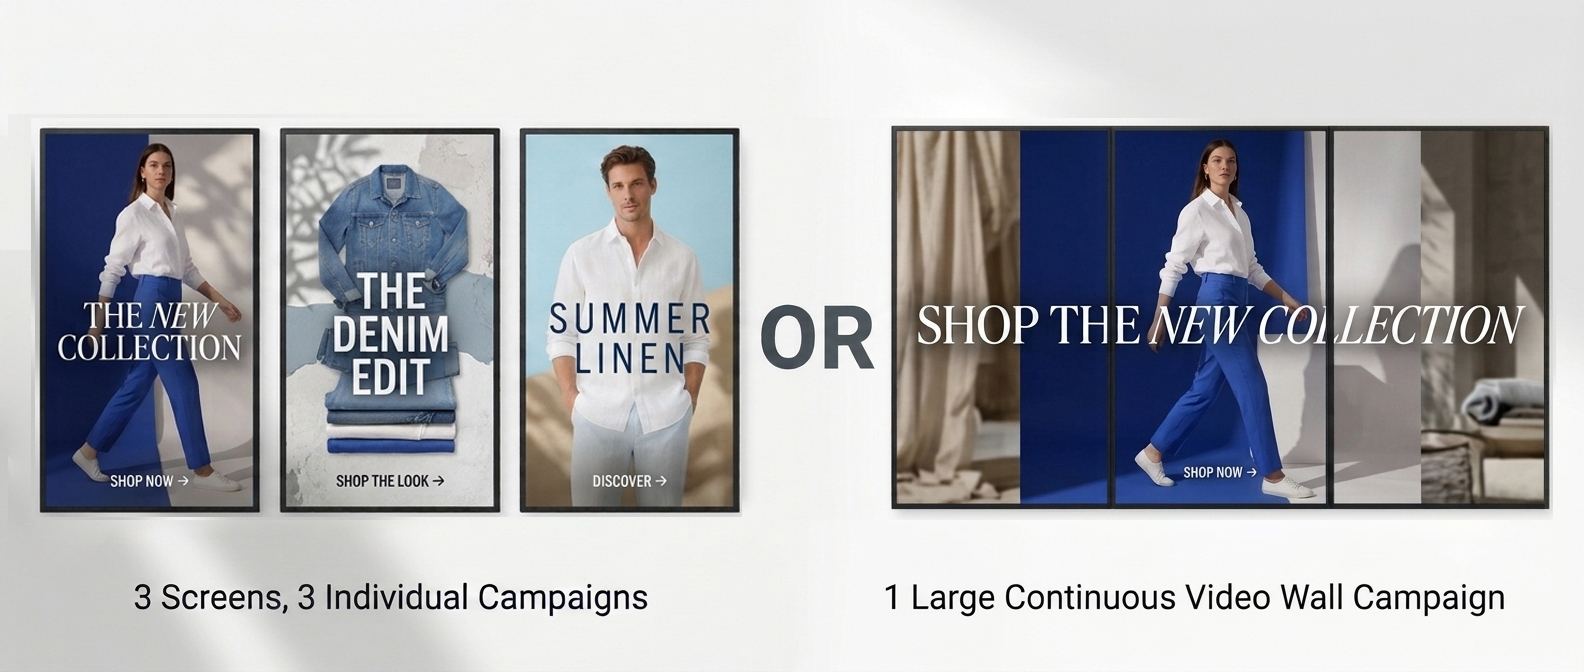 THE NEW
COLLECTION
SHOP NOW →
THE
DENIM
EDIT
SHOP THE LOOK →
SUMMER
LINEN
DISCOVER →
3 Screens, 3 Individual Campaigns
OR
SHOP THE NEW COLLECTION
SHOP NOW →
1 Large Continuous Video Wall Campaign